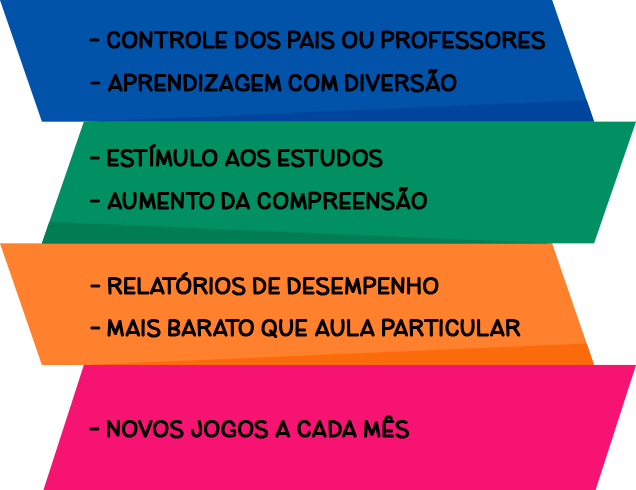 - CONTROLE DOS PAIS OU PROFESSORES
- APRENDIZAGEM COM DIVERSÃO
- ESTÍMULO AOS ESTUDOS
- AUMENTO DA COMPREENSÃO
- RELATÓRIOS DE DESEMPENHO
- MAIS BARATO QUE AULA PARTICULAR
- NOVOS JOGOS A CADA MÊS